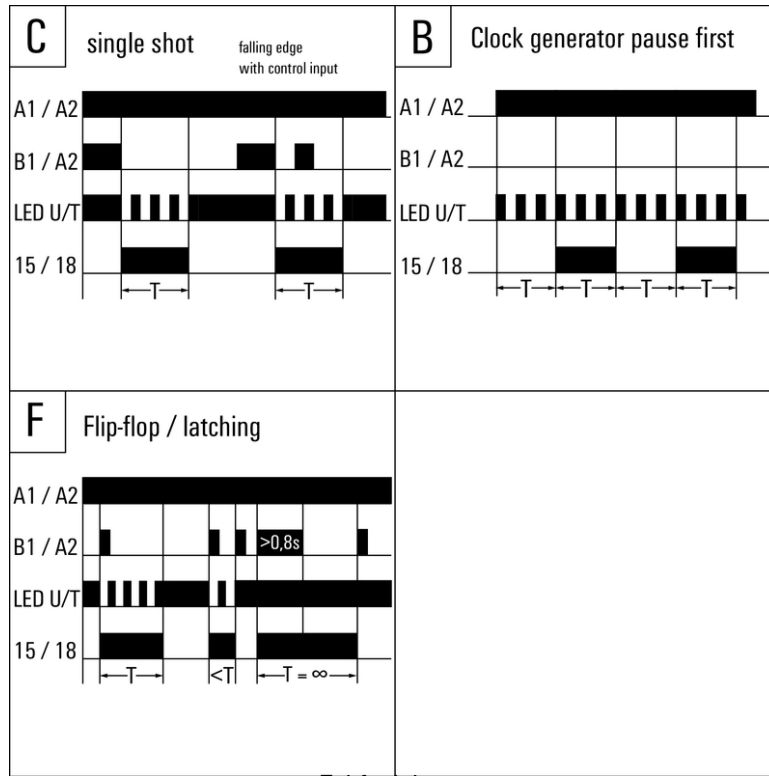 C single shot
falling edge
with control input
A1 / A2
B1 / A2
LED U/T
15 / 18
T T
B Clock generator pause first
A1 / A2
B1 / A2
LED U/T
15 / 18
T T T T
F Flip-flop / latching
A1 / A2
B1 / A2 >0,8s
LED U/T
15 / 18
T <T T = ∞